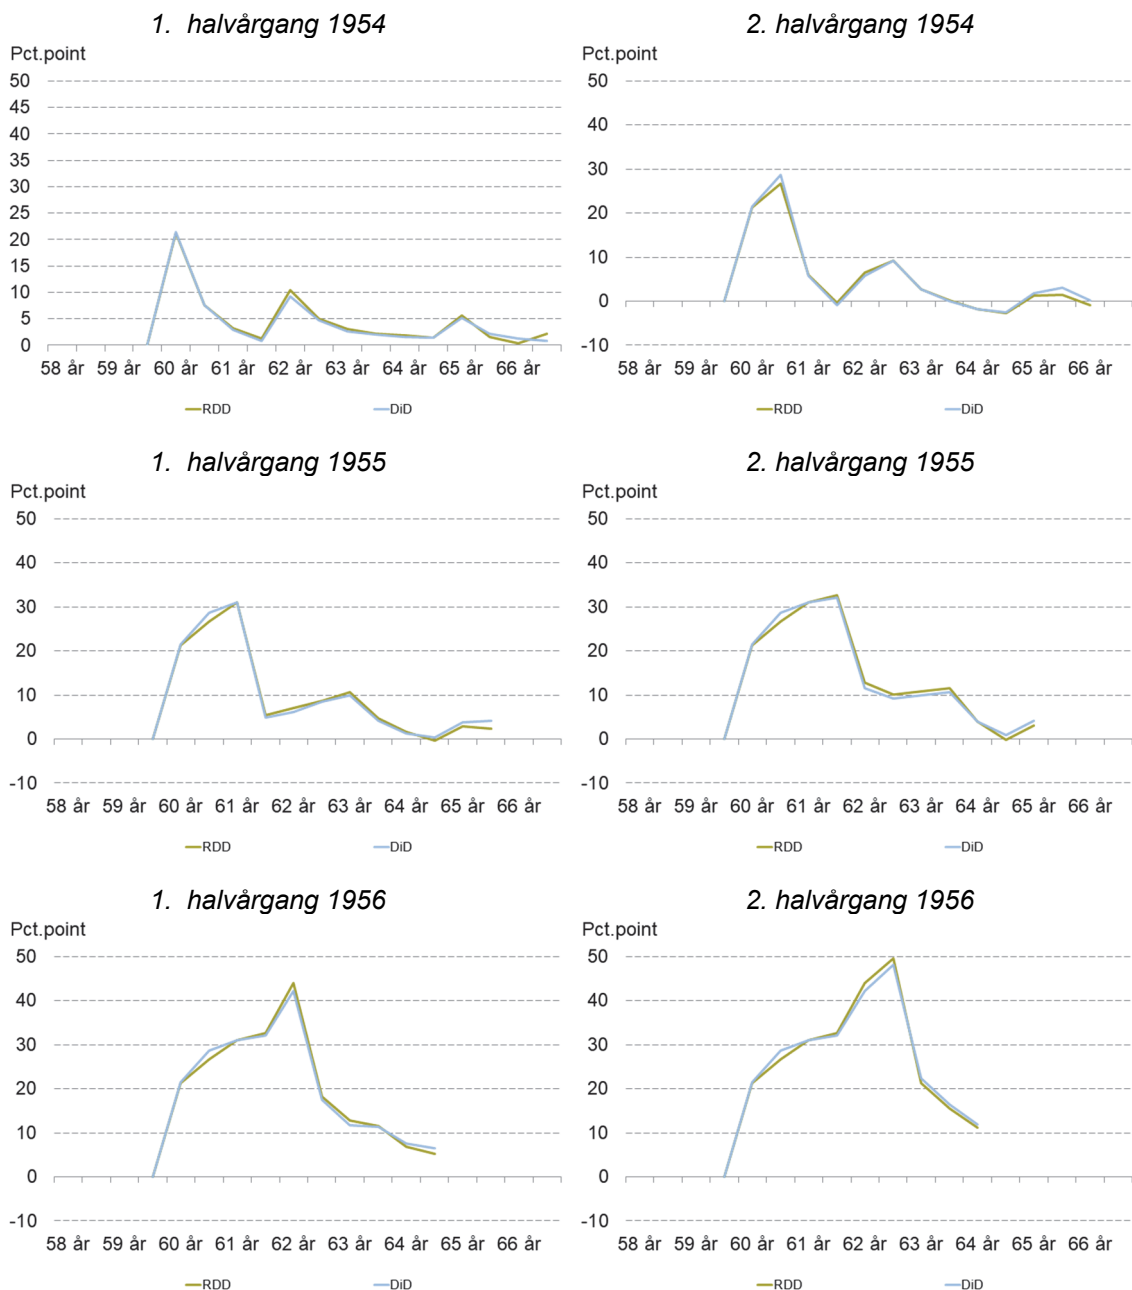 1. halvårgang 1954
Pct.point
50
45
40
35
30
25
20
15
10
5
0
58 år 59 år 60 år 61 år 62 år 63 år 64 år 65 år 66 år
RDD DiD
2. halvårgang 1954
Pct.point
50
40
30
20
10
0
-10
58 år 59 år 60 år 61 år 62 år 63 år 64 år 65 år 66 år
RDD DiD
1. halvårgang 1955
Pct.point
50
40
30
20
10
0
-10
58 år 59 år 60 år 61 år 62 år 63 år 64 år 65 år 66 år
RDD DiD
2. halvårgang 1955
Pct.point
50
40
30
20
10
0
-10
58 år 59 år 60 år 61 år 62 år 63 år 64 år 65 år 66 år
RDD DiD
1. halvårgang 1956
Pct.point
50
40
30
20
10
0
-10
58 år 59 år 60 år 61 år 62 år 63 år 64 år 65 år 66 år
RDD DiD
2. halvårgang 1956
Pct.point
50
40
30
20
10
0
-10
58 år 59 år 60 år 61 år 62 år 63 år 64 år 65 år 66 år
RDD DiD